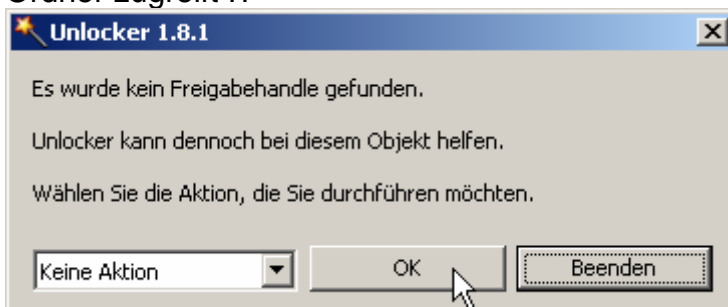 Unlocker 1.8.1
Es wurde kein Freigabehandle gefunden.
Unlocker kann dennoch bei diesem Objekt helfen.
Wählen Sie die Aktion, die Sie durchführen möchten.
Keine Aktion
OK
Beenden